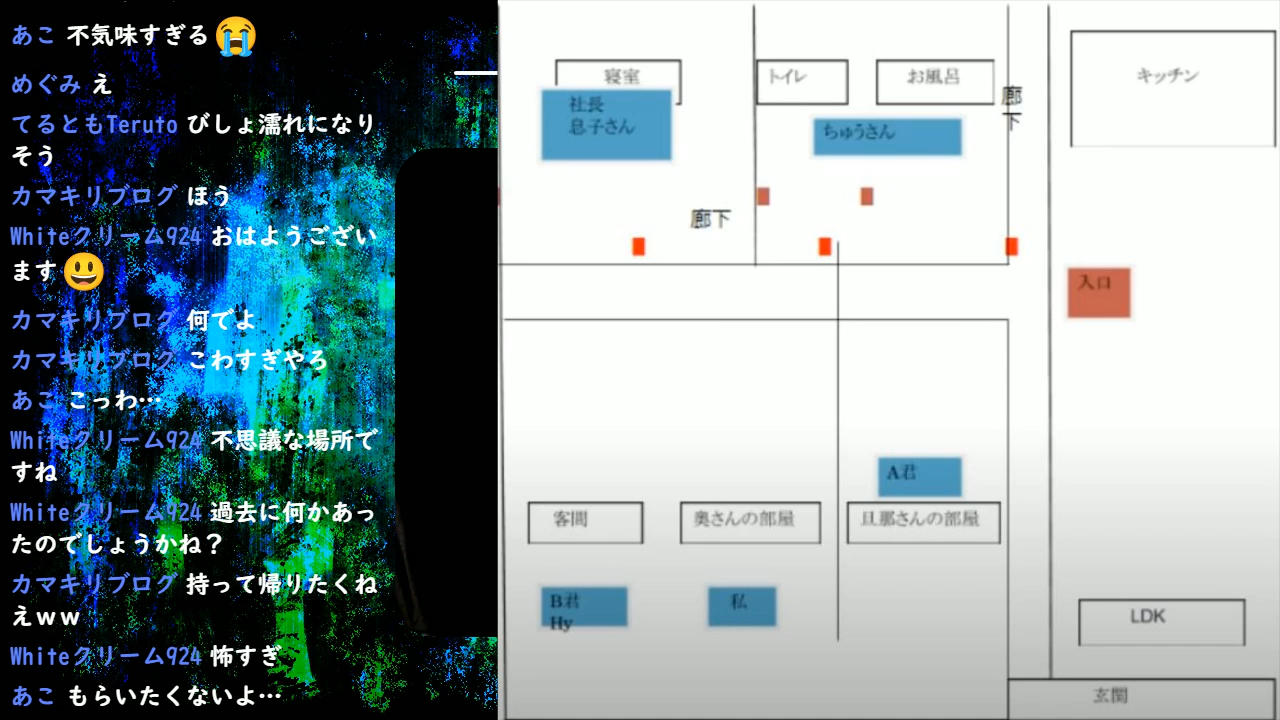 あこ 不気味すぎる😭
めぐみ え
てるともTeruto びしょ濡れになり
そう
カマキリブログ ほう
Whiteクリーム924 おはようござい
ます😃
カマキリブログ 何でよ
カマキリブログ こわすぎやろ
あこ こっわ…
Whiteクリーム924 不思議な場所で
すね
Whiteクリーム924 過去に何かあっ
たのでしょうかね？
カマキリブログ 持って帰りたくね
えｗｗ
Whiteクリーム924 怖すぎ
あこ もらいたくないよ…
寝室
トイレ
お風呂
廊下
キッチン
社長
息子さん
ちゅうさん
廊下
入口
A君
客間
奥さんの部屋
旦那さんの部屋
B君
Hy
私
LDK
玄関